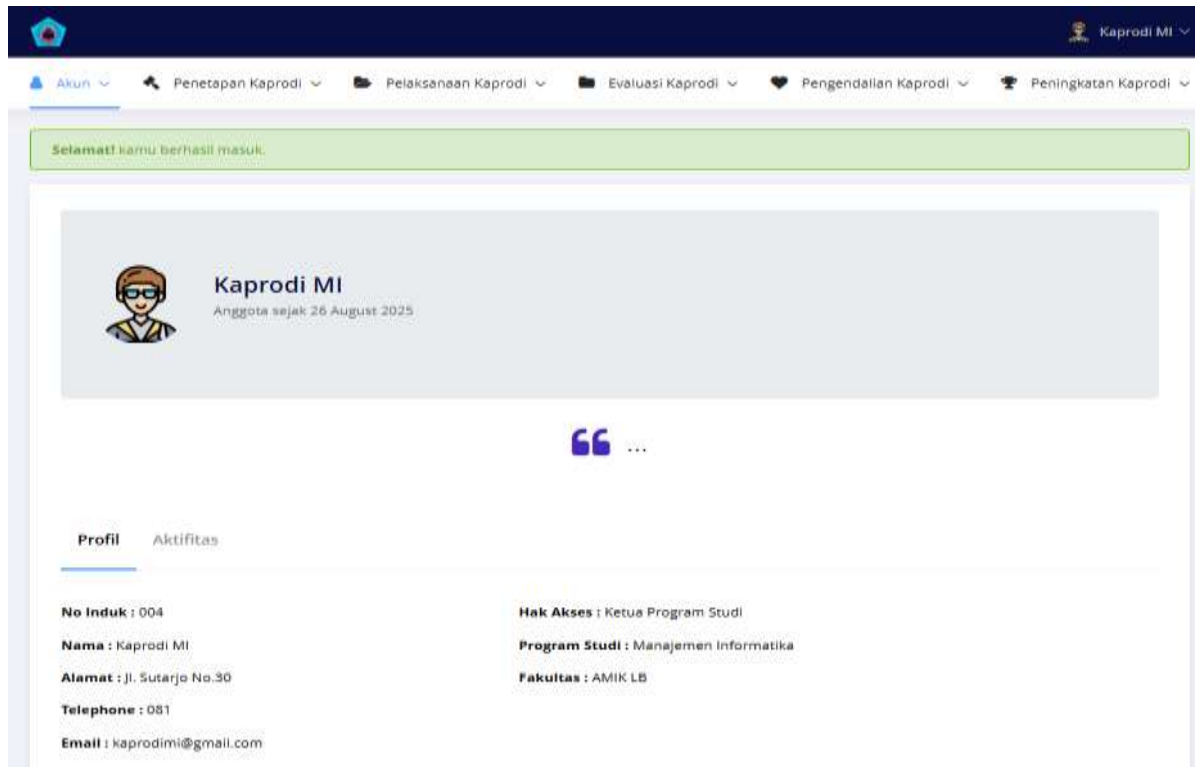 Kaprodi MI
Akun Penetapan Kaprodi Pelaksanaan Kaprodi Evaluasi Kaprodi Pengendalian Kaprodi Peningkatan Kaprodi
Selamat! kamu berhasil masuk.
Kaprodi MI
Anggota sejak 26 August 2025
...
Profil Aktifitas
No Induk : 004
Nama : Kaprodi MI
Alamat : Jl. Sutarjo No.30
Telephone : 081
Email : kaprodimi@gmail.com
Hak Akses : Ketua Program Studi
Program Studi : Manajemen Informatika
Fakultas : AMIK LB